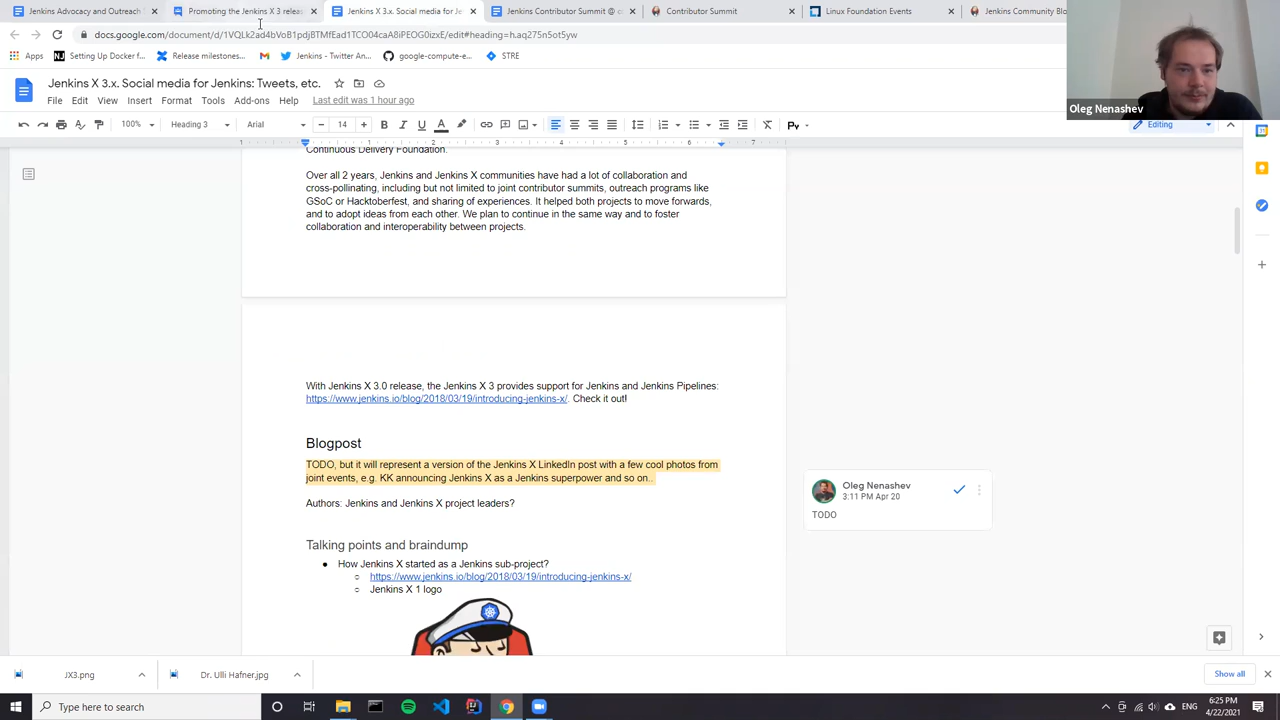 Jenkins Advocacy and Outreach
Promoting the Jenkins X 3 relea
Jenkins X 3.x. Social media for Je
Jenkins Contributor Summit @ c
Contributor Summit
Linux Foundation Events
Jenkins Community Blo
docs.google.com/document/d/1VQLk2ad4bVoB1pdjBTMfEad1TCO04caA8iPEOG0izxE/edit#heading=h.aq275n5ot5yw
Apps
Setting Up Docker f...
Release milestones...
Jenkins - Twitter An...
google-compute-e...
STRE
Jenkins X 3.x. Social media for Jenkins: Tweets, etc.
File Edit View Insert Format Tools Add-ons Help Last edit was 1 hour ago
100% Heading 3 Arial 14 B I U A
Editing
Oleg Nenashev
1 1 2 3 4 5 6 7
Continuous Delivery Foundation.
Over all 2 years, Jenkins and Jenkins X communities have had a lot of collaboration and
cross-pollinating, including but not limited to joint contributor summits, outreach programs like
GSoC or Hacktoberfest, and sharing of experiences. It helped both projects to move forwards,
and to adopt ideas from each other. We plan to continue in the same way and to foster
collaboration and interoperability between projects.
With Jenkins X 3.0 release, the Jenkins X 3 provides support for Jenkins and Jenkins Pipelines:
https://www.jenkins.io/blog/2018/03/19/introducing-jenkins-x/. Check it out!
Blogpost
TODO, but it will represent a version of the Jenkins X LinkedIn post with a few cool photos from
joint events, e.g. KK announcing Jenkins X as a Jenkins superpower and so on..
Authors: Jenkins and Jenkins X project leaders?
Oleg Nenashev
3:11 PM Apr 20
TODO
Talking points and braindump
How Jenkins X started as a Jenkins sub-project?
https://www.jenkins.io/blog/2018/03/19/introducing-jenkins-x/
Jenkins X 1 logo
JX3.png
Dr. Ulli Hafner.jpg
Show all
Type here to search
ENG
6:25 PM
4/22/2021